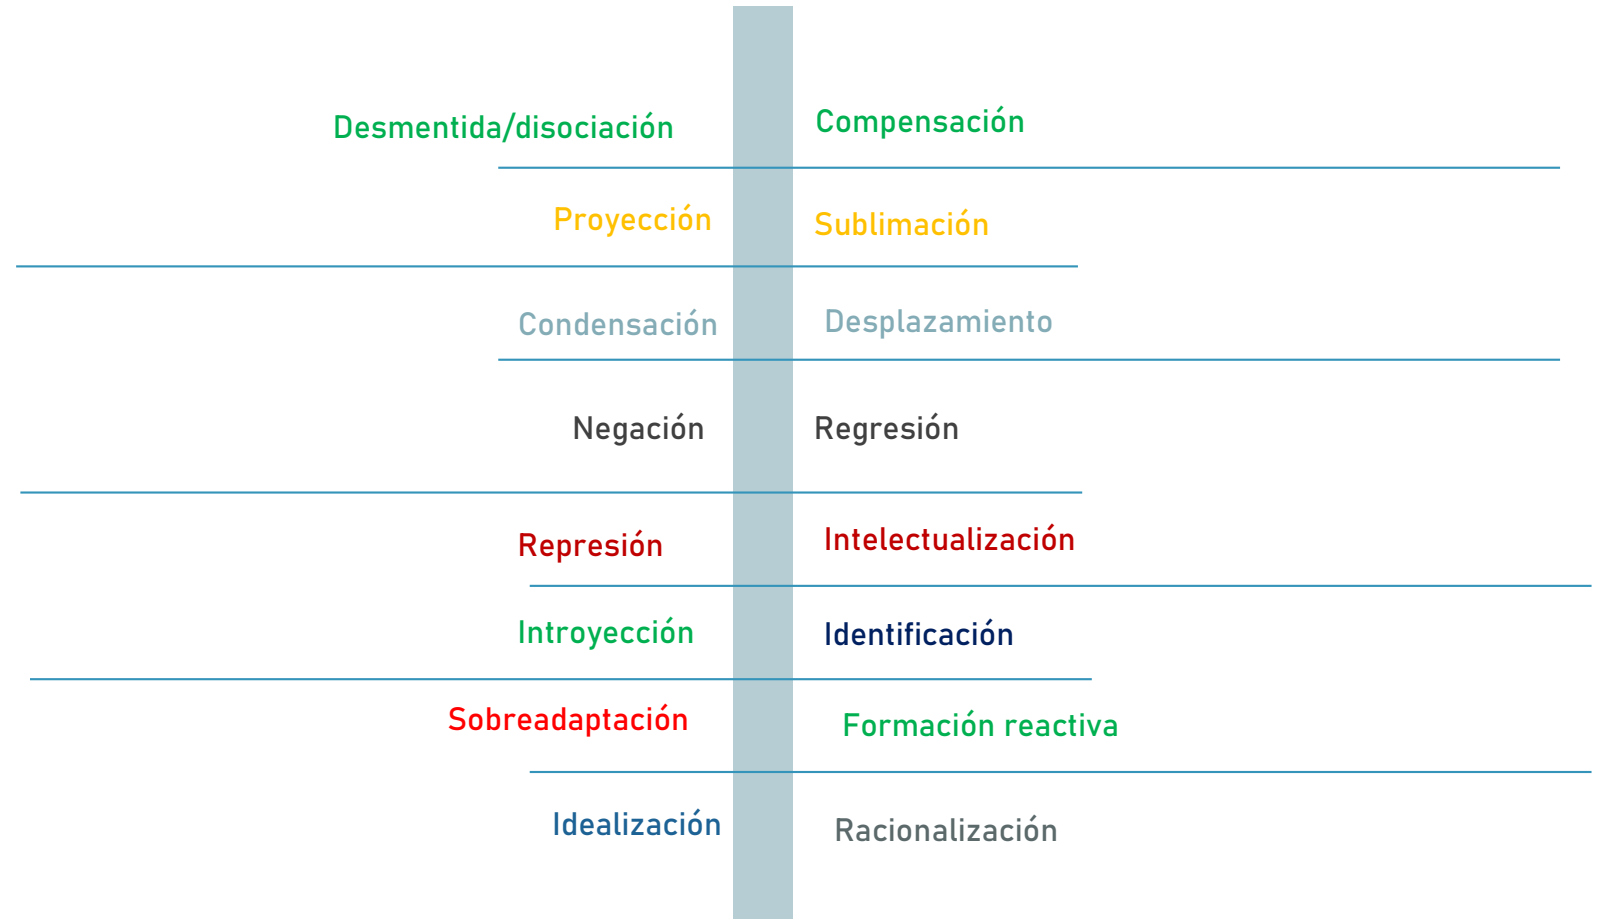 Desmentida/disociación
Compensación
Proyección
Sublimación
Condensación
Desplazamiento
Negación
Regresión
Represión
Intelectualización
Introyección
Identificación
Sobreadaptación
Formación reactiva
Idealización
Racionalización